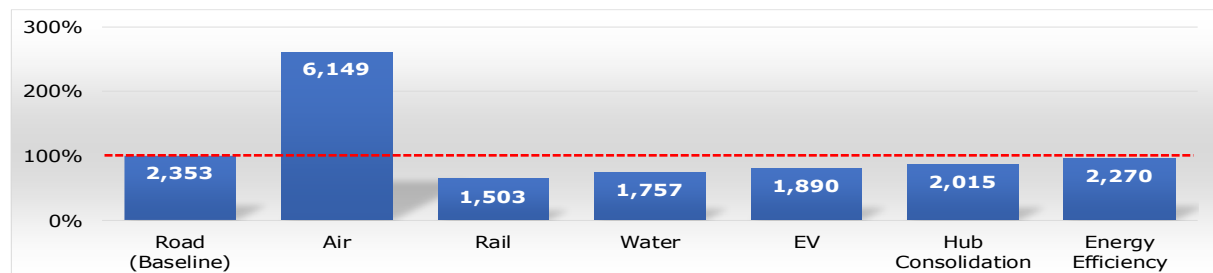 300%
200%
100%
0%
6,149
2,353
1,503
1,757
1,890
2,015
2,270
Road
(Baseline)
Air
Rail
Water
EV
Hub
Consolidation
Energy
Efficiency